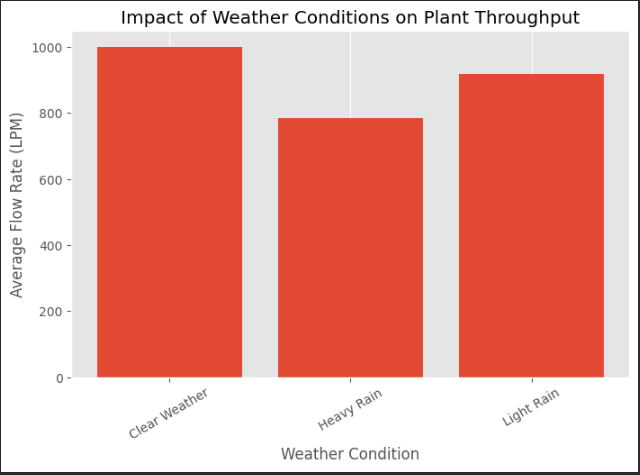 Impact of Weather Conditions on Plant Throughput
Average Flow Rate (LPM)
1000
800
600
400
200
0
Clear Weather
Heavy Rain
Light Rain
Weather Condition